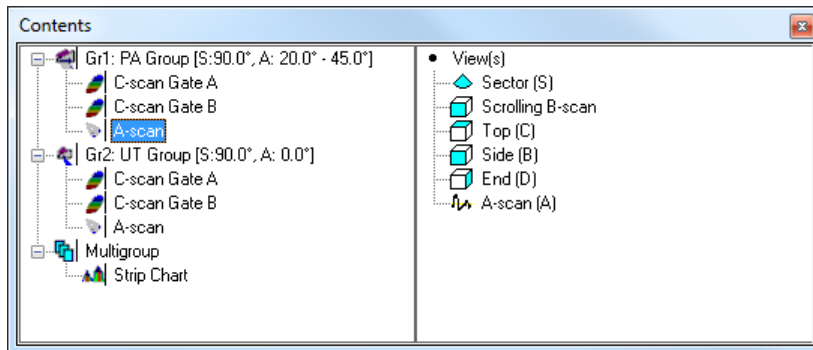 Contents
Gr1: PA Group [S:90.0°, A: 20.0° - 45.0°]
C-scan Gate A
C-scan Gate B
A-scan
Gr2: UT Group [S:90.0°, A: 0.0°]
C-scan Gate A
C-scan Gate B
A-scan
Multigroup
Strip Chart
View(s)
Sector (S)
Scrolling B-scan
Top (C)
Side (B)
End (D)
A-scan (A)